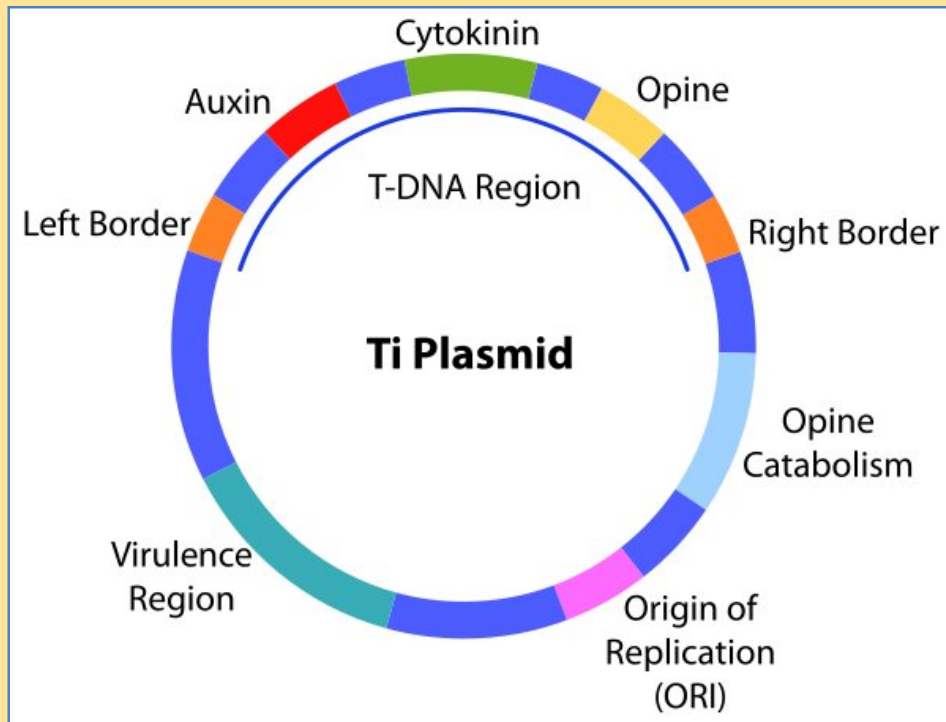 Cytokinin
Auxin
Opine
T-DNA Region
Left Border
Right Border
Ti Plasmid
Opine
Catabolism
Virulence
Region
Origin of
Replication
(ORI)